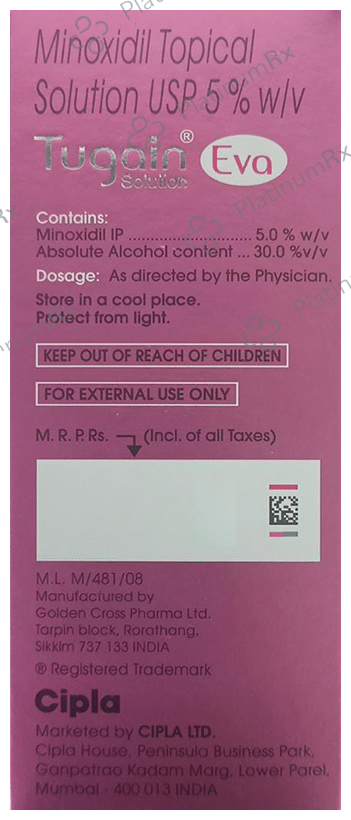 Minoxidil Topical
Solution USP 5 % w/v
Tugain® Eva
Solution
Contains:
Minoxidil IP ............................ 5.0 % w/v
Absolute Alcohol content ... 30.0 %v/v
Dosage: As directed by the Physician.
Store in a cool place.
Protect from light.
KEEP OUT OF REACH OF CHILDREN
FOR EXTERNAL USE ONLY
M. R. P. Rs. (Incl. of all Taxes)
M.L. M/481/08
Manufactured by
Golden Cross Pharma Ltd.
Tarpin block, Rorathang,
Sikkim 737 133 INDIA
® Registered Trademark
Cipla
Marketed by CIPLA LTD.
Cipla House, Peninsula Business Park,
Ganpatrao Kadam Marg, Lower Parel,
Mumbai - 400 013 INDIA
PlatinumRx
PlatinumRx
PlatinumRx